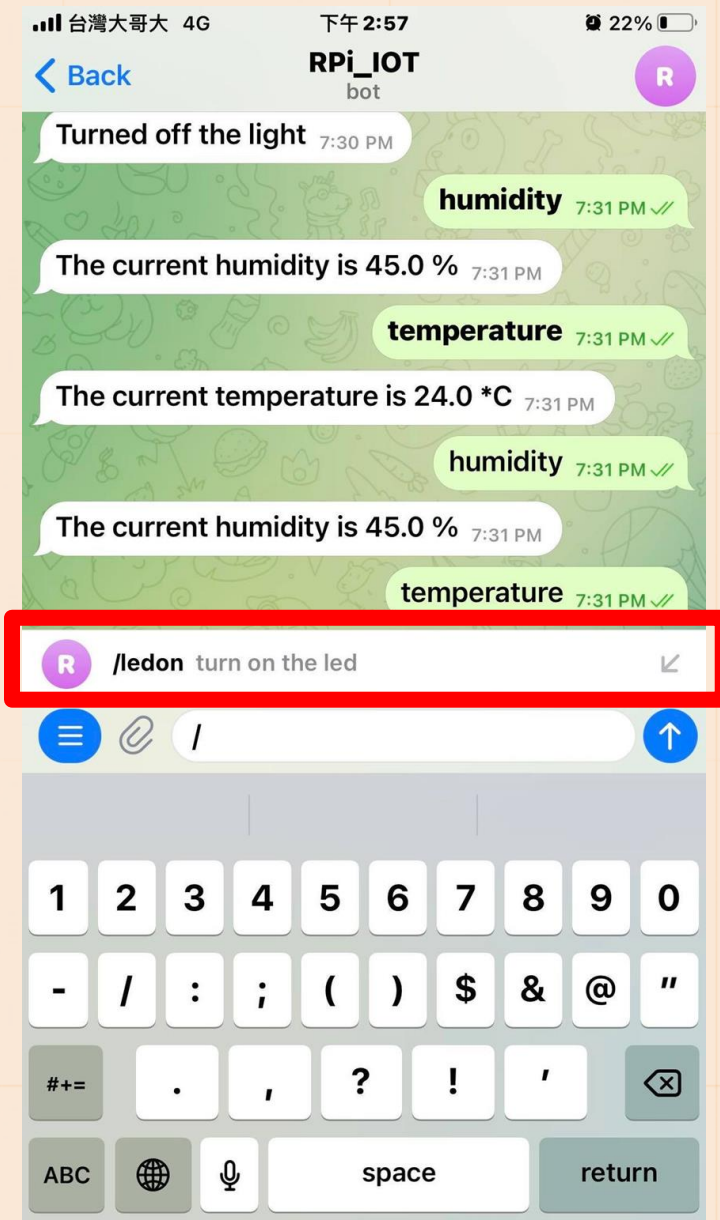 台灣大哥大 4G 下午2:57 22%
Back RPi_IOT R
bot
Turned off the light 7:30 PM
humidity 7:31 PM
The current humidity is 45.0 % 7:31 PM
temperature 7:31 PM
The current temperature is 24.0 *C 7:31 PM
humidity 7:31 PM
The current humidity is 45.0 % 7:31 PM
temperature 7:31 PM
R /ledon turn on the led
/
1 2 3 4 5 6 7 8 9 0
- / : ; ( ) $ & @ "
#+= . , ? ! '
ABC space return